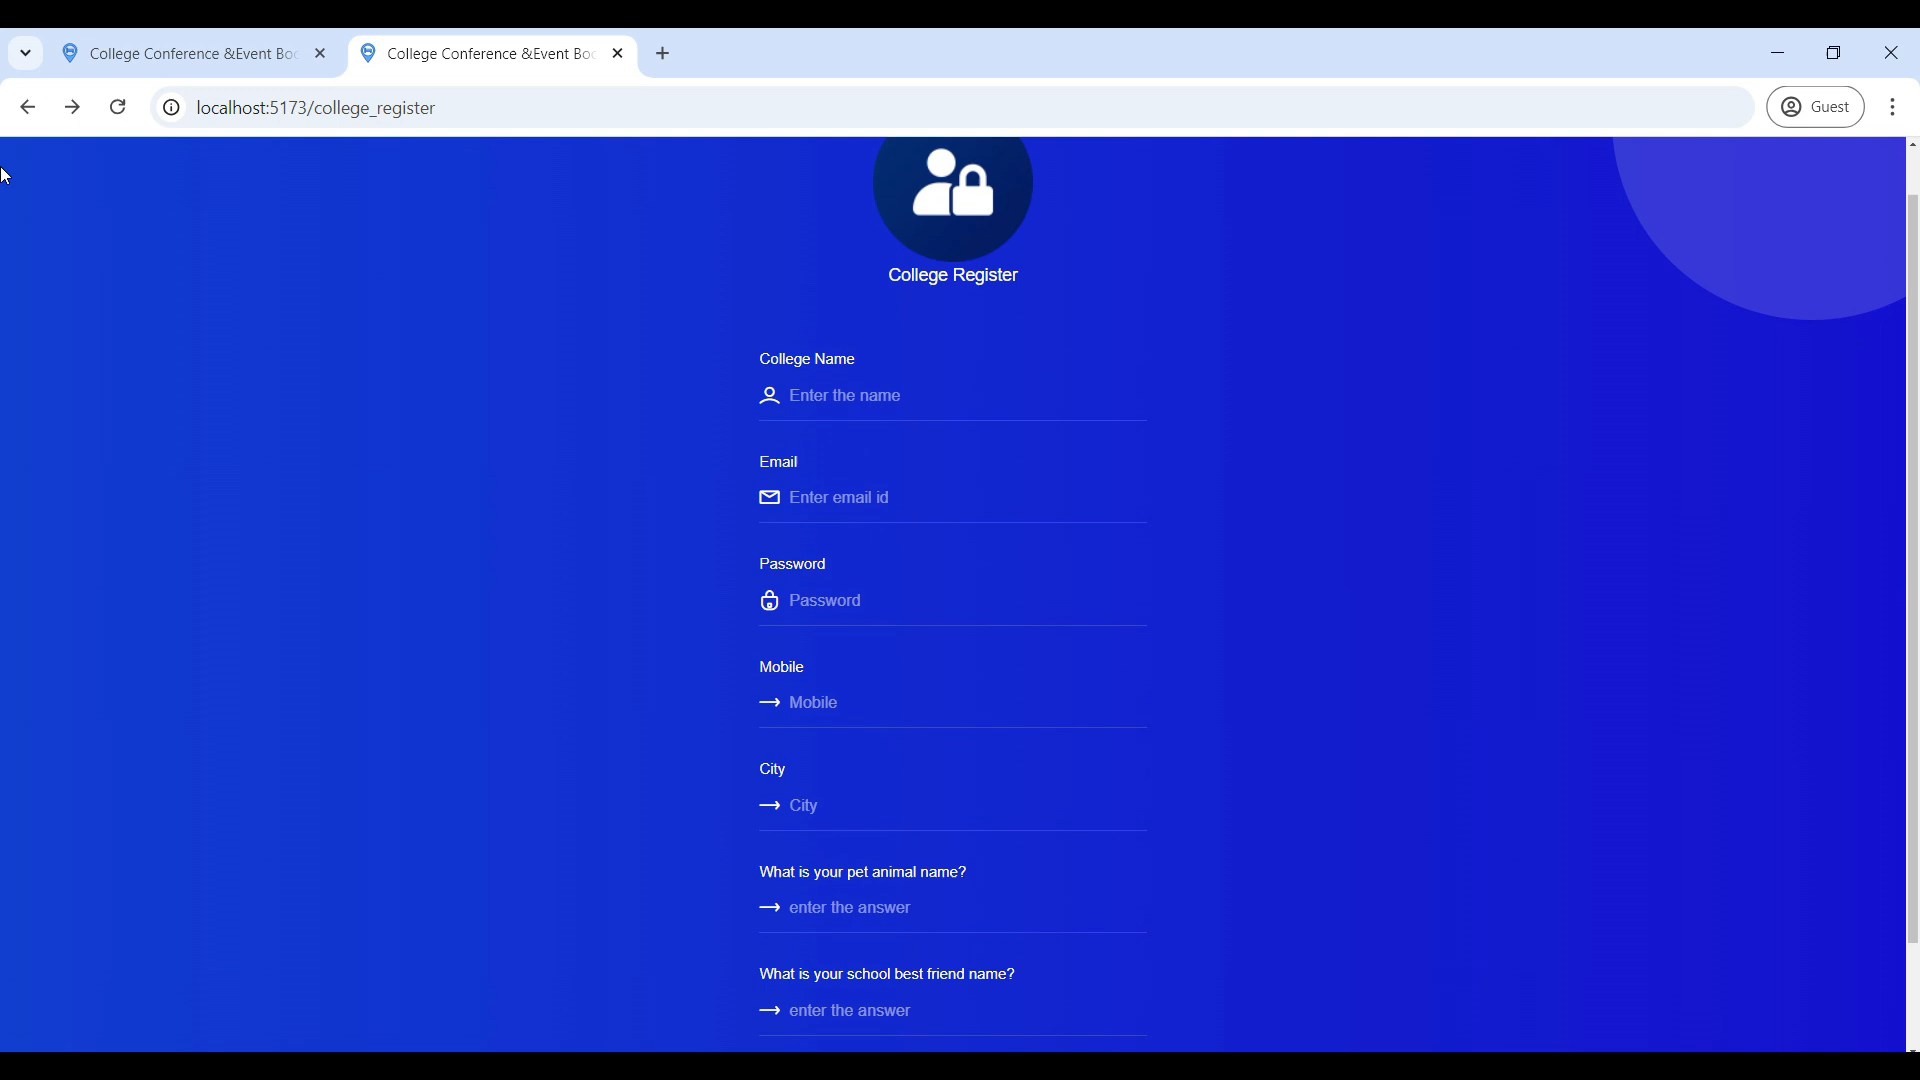 College Conference &Event Boo
College Conference &Event Boo
localhost:5173/college_register
Guest
College Register
College Name
Enter the name
Email
Enter email id
Password
Password
Mobile
Mobile
City
City
What is your pet animal name?
enter the answer
What is your school best friend name?
enter the answer